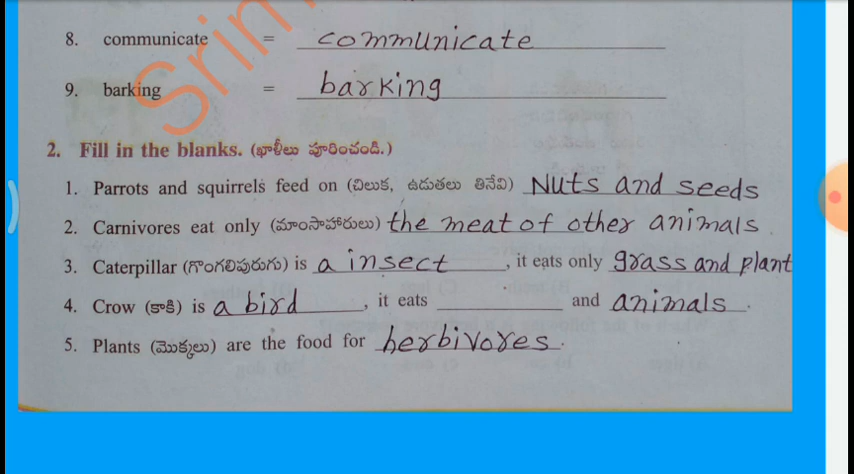 8. communicate = communicate
9. barking = barking
Srim
2. Fill in the blanks. (ఖాళీలు పూరించండి.)
1. Parrots and squirrels feed on (చిలుక, ఉడుతలు తినేవి) Nuts and seeds
2. Carnivores eat only (మాంసాహారులు) the meat of other animals.
3. Caterpillar (గొంగలిపురుగు) is a insect, it eats only grass and plant
4. Crow (కాకి) is a bird, it eats and animals.
5. Plants (మొక్కలు) are the food for herbivores.